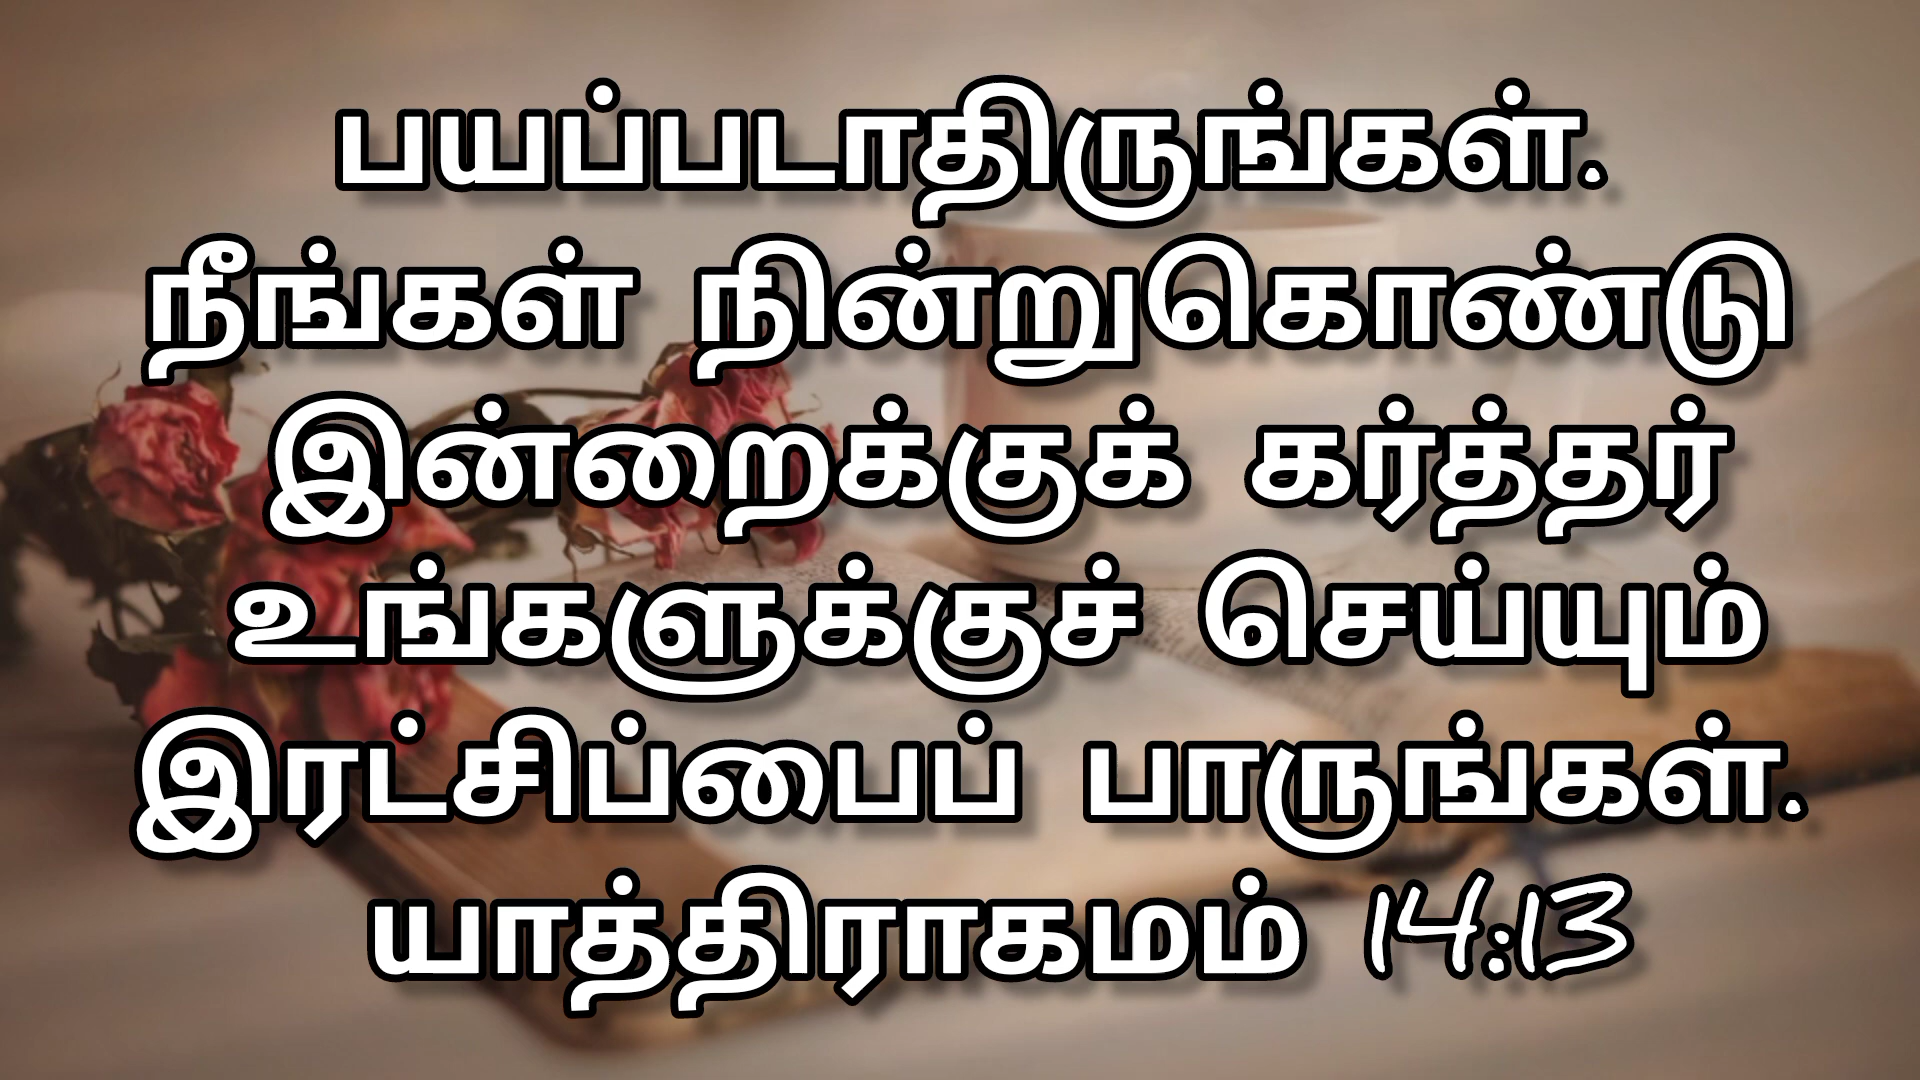 பயப்படாதிருங்கள்.
நீங்கள் நின்றுகொண்டு
இன்றைக்குக் கர்த்தர்
உங்களுக்குச் செய்யும்
இரட்சிப்பைப் பாருங்கள்.
யாத்திராகமம் 14:13